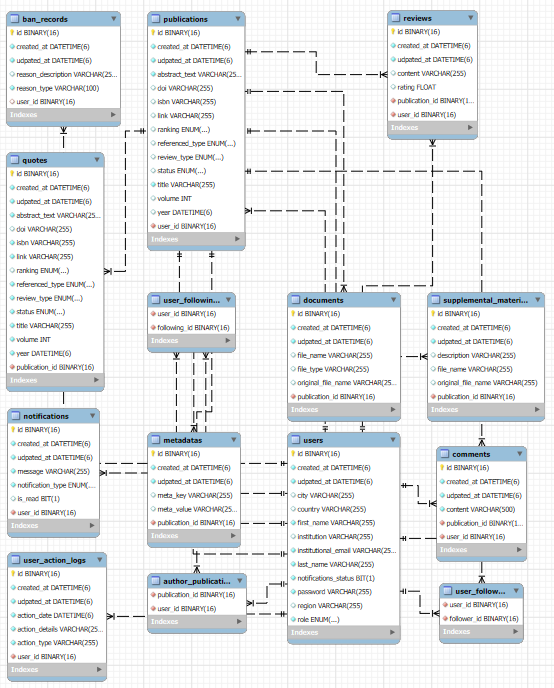 ban_records
id BINARY(16)
created_at DATETIME(6)
udpated_at DATETIME(6)
reason_description VARCHAR(25...
reason_type VARCHAR(100)
user_id BINARY(16)
Indexes
quotes
id BINARY(16)
created_at DATETIME(6)
udpated_at DATETIME(6)
abstract_text VARCHAR(25...
doi VARCHAR(255)
isbn VARCHAR(255)
link VARCHAR(255)
ranking ENUM(...)
referenced_type ENUM(...)
review_type ENUM(...)
status ENUM(...)
title VARCHAR(255)
volume INT
year DATETIME(6)
publication_id BINARY(16)
Indexes
notifications
id BINARY(16)
created_at DATETIME(6)
udpated_at DATETIME(6)
message VARCHAR(255)
notification_type ENUM(...
is_read BIT(1)
user_id BINARY(16)
Indexes
user_action_logs
id BINARY(16)
created_at DATETIME(6)
udpated_at DATETIME(6)
action_date DATETIME(6)
action_details VARCHAR(25...
action_type VARCHAR(255)
user_id BINARY(16)
Indexes
publications
id BINARY(16)
created_at DATETIME(6)
udpated_at DATETIME(6)
abstract_text VARCHAR(255)
doi VARCHAR(255)
isbn VARCHAR(255)
link VARCHAR(255)
ranking ENUM(...)
referenced_type ENUM(...)
review_type ENUM(...)
status ENUM(...)
title VARCHAR(255)
volume INT
year DATETIME(6)
user_id BINARY(16)
Indexes
user_followin...
user_id BINARY(16)
following_id BINARY(16)
Indexes
metadatas
id BINARY(16)
created_at DATETIME(6)
udpated_at DATETIME(6)
meta_key VARCHAR(255)
meta_value VARCHAR(25...
publication_id BINARY(16)
Indexes
author_publicati...
publication_id BINARY(16)
user_id BINARY(16)
Indexes
reviews
id BINARY(16)
created_at DATETIME(6)
udpated_at DATETIME(6)
content VARCHAR(255)
rating FLOAT
publication_id BINARY(1...
user_id BINARY(16)
Indexes
documents
id BINARY(16)
created_at DATETIME(6)
udpated_at DATETIME(6)
file_name VARCHAR(255)
file_type VARCHAR(255)
original_file_name VARCHAR(25...
publication_id BINARY(16)
Indexes
supplemental_materi...
id BINARY(16)
created_at DATETIME(6)
udpated_at DATETIME(6)
description VARCHAR(255)
file_name VARCHAR(255)
original_file_name VARCHAR(25...
publication_id BINARY(16)
Indexes
users
id BINARY(16)
created_at DATETIME(6)
udpated_at DATETIME(6)
city VARCHAR(255)
country VARCHAR(255)
first_name VARCHAR(255)
institution VARCHAR(255)
institutional_email VARCHAR(25...
last_name VARCHAR(255)
notifications_status BIT(1)
password VARCHAR(255)
region VARCHAR(255)
role ENUM(...)
Indexes
comments
id BINARY(16)
created_at DATETIME(6)
udpated_at DATETIME(6)
content VARCHAR(500)
publication_id BINARY(1...
user_id BINARY(16)
Indexes
user_follow...
user_id BINARY(16)
follower_id BINARY(16)
Indexes